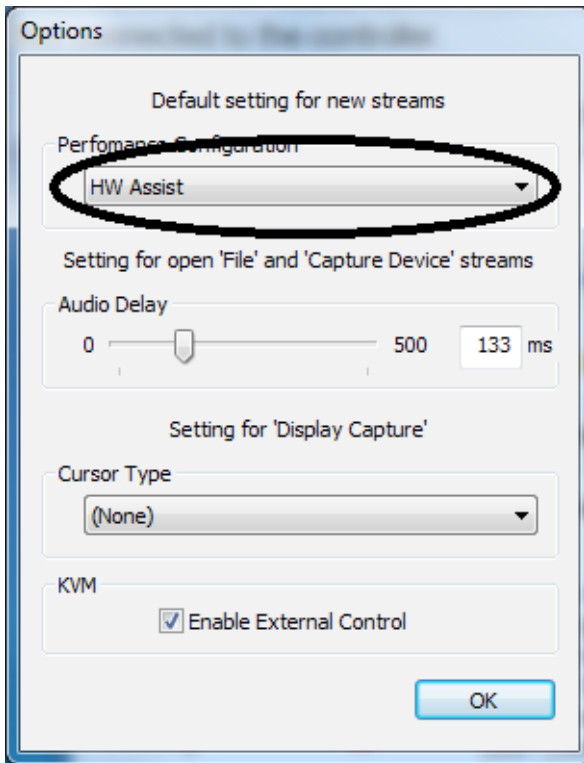 Options
Default setting for new streams
Perfomance Configuration
HW Assist
Setting for open 'File' and 'Capture Device' streams
Audio Delay
0 500 133 ms
Setting for 'Display Capture'
Cursor Type
(None)
KVM
Enable External Control
OK